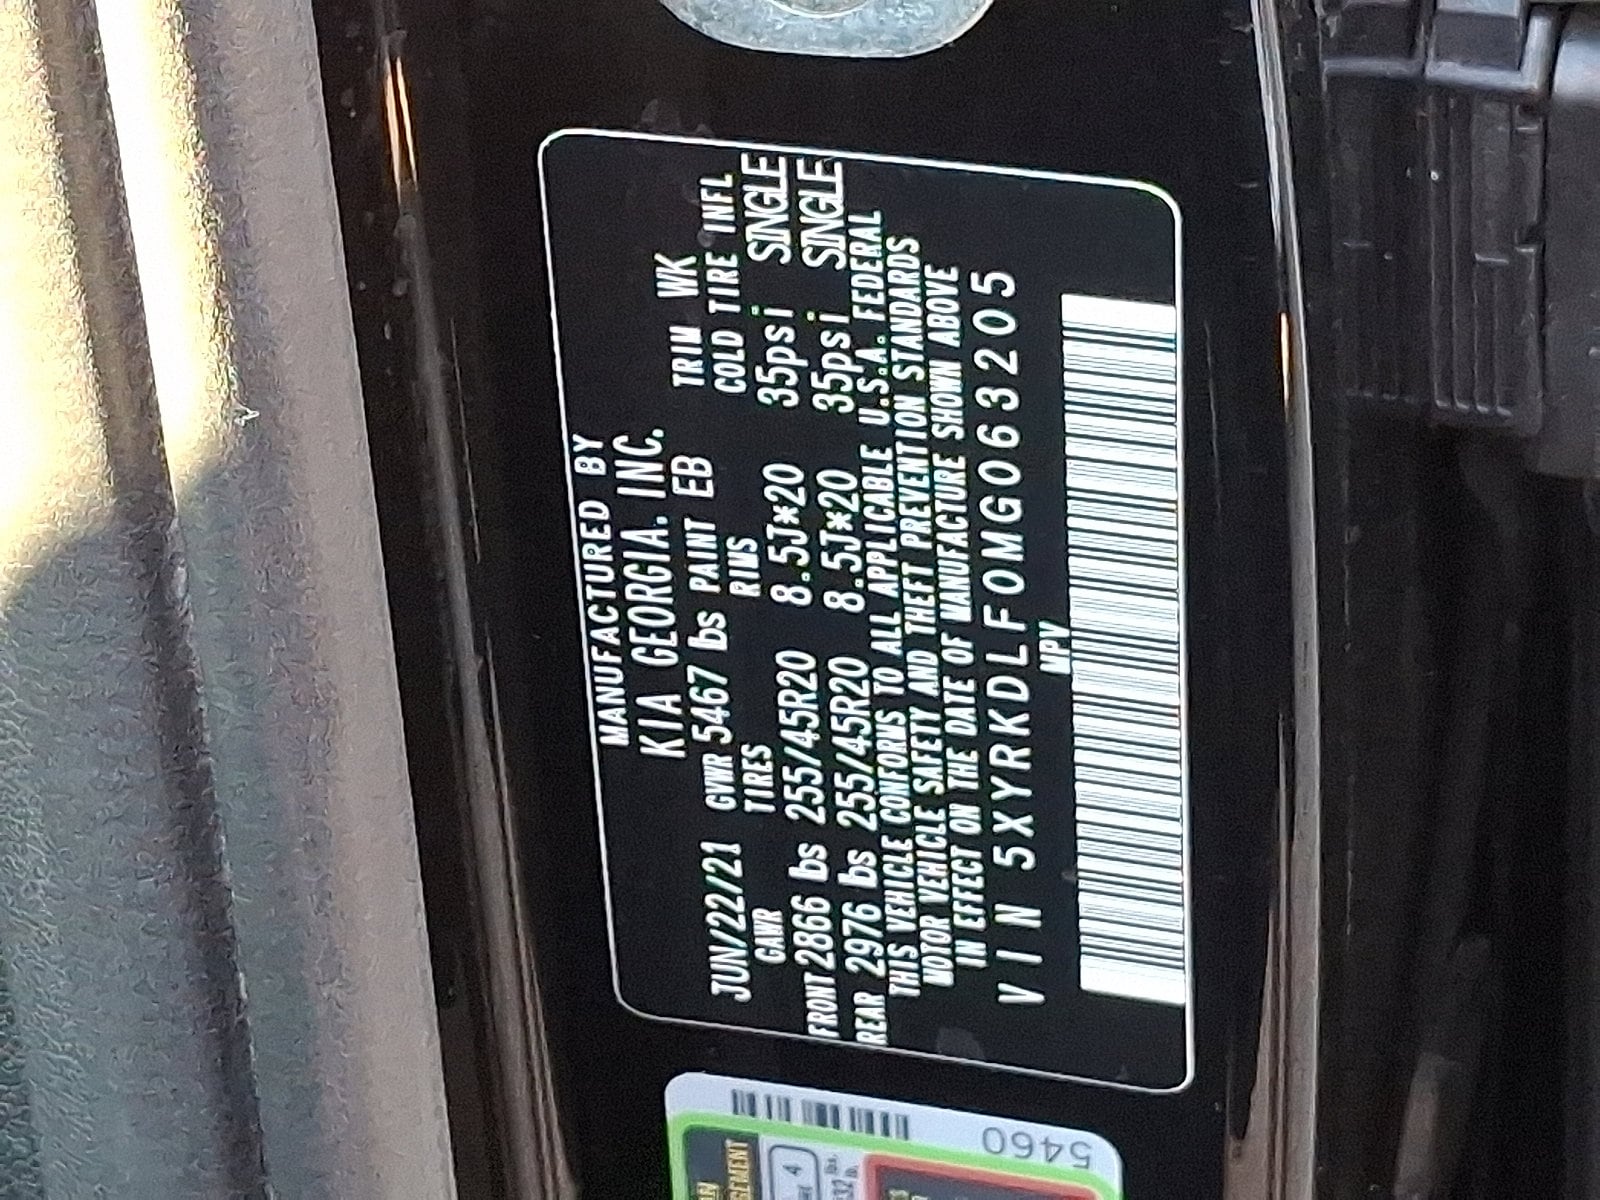 MANUFACTURED BY
KIA GEORGIA. INC.
JUN/22/21 GVWR 5467 lbs PAINT EB TRIM WK
GAWR TIRES RIMS COLD TIRE INFL
FRONT 2866 lbs 255/45R20 8.5J*20 35psi SINGLE
REAR 2976 lbs 255/45R20 8.5J*20 35psi SINGLE
THIS VEHICLE CONFORMS TO ALL APPLICABLE U.S.A. FEDERAL
MOTOR VEHICLE SAFETY AND THEFT PREVENTION STANDARDS
IN EFFECT ON THE DATE OF MANUFACTURE SHOWN ABOVE
VIN 5XYRKDLF0MG063205
MPV
5460
4